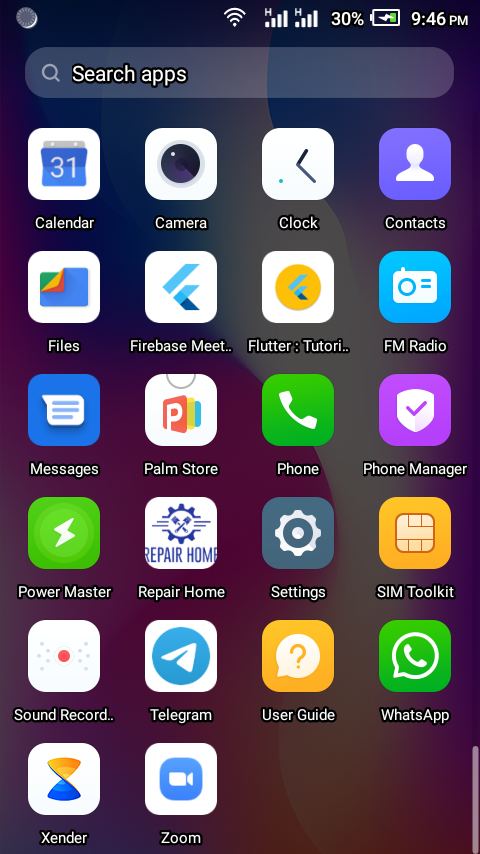 H H 30% 9:46 PM
Search apps
31
Calendar Camera Clock Contacts
Files Firebase Meet.. Flutter : Tutori.. FM Radio
Messages Palm Store Phone Phone Manager
REPAIR HOME
Power Master Repair Home Settings SIM Toolkit
Sound Record.. Telegram User Guide WhatsApp
Xender Zoom